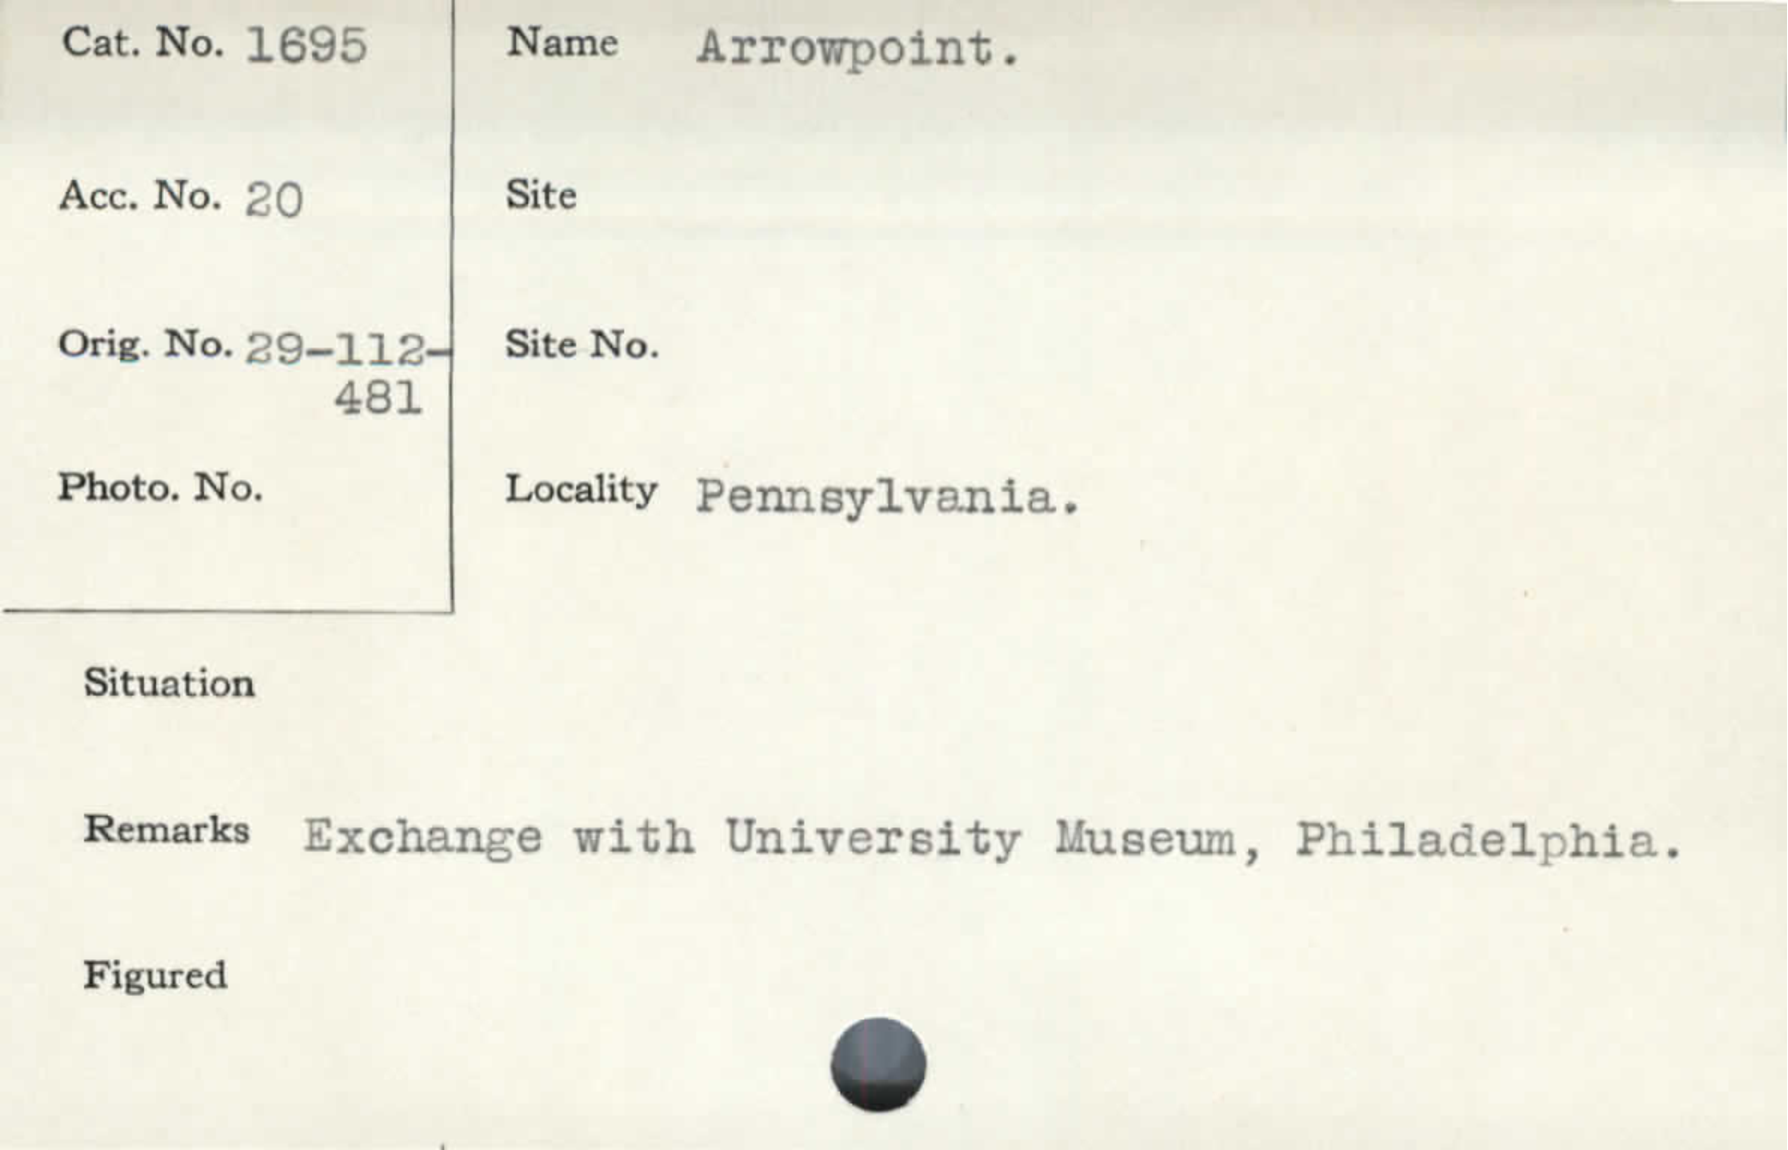 Cat. No. 1695
Name Arrowpoint.
Acc. No. 20
Site
Orig. No. 29-112-
481
Site No.
Photo. No.
Locality Pennsylvania.
Situation
Remarks Exchange with University Museum, Philadelphia.
Figured